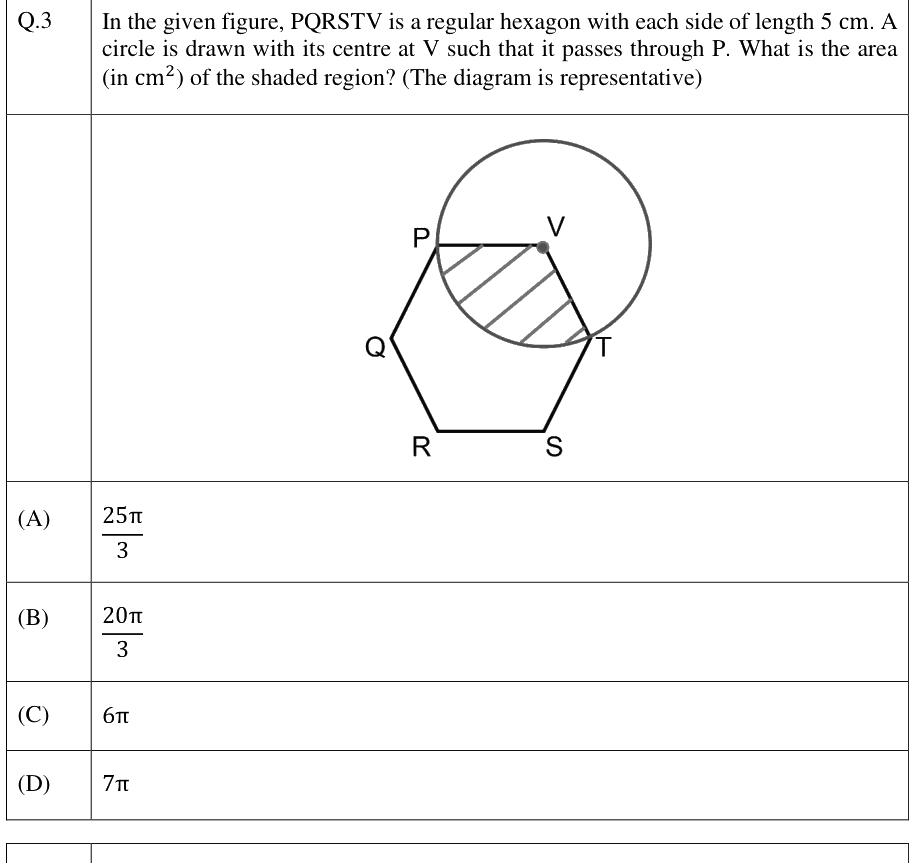 Q.3
In the given figure, PQRSTV is a regular hexagon with each side of length 5 cm. A
circle is drawn with its centre at V such that it passes through P. What is the area
(in cm²) of the shaded region? (The diagram is representative)
P
V
Q
T
R
S
(A)
25π
3
(B)
20π
3
(C)
6π
(D)
7π